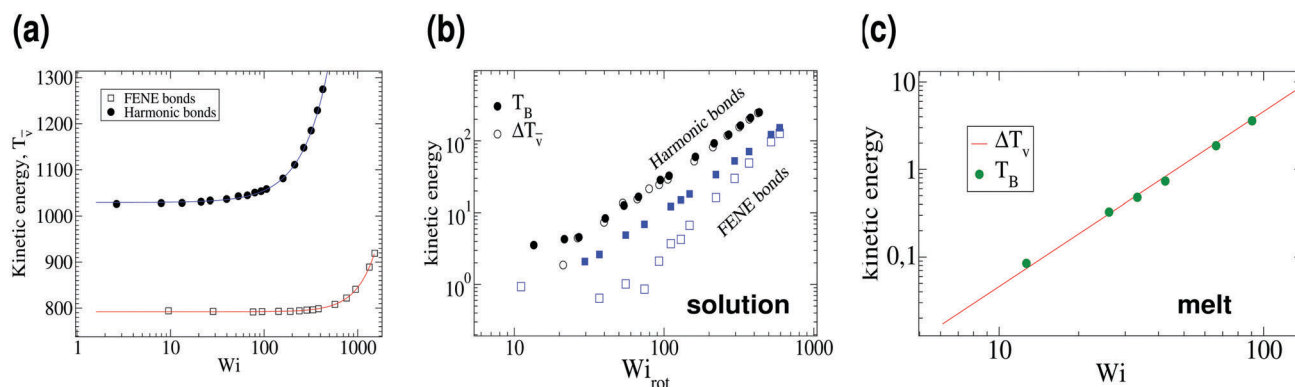 (a)
1300
1200
1100
1000
900
800
Kinetic energy, T_v̄
FENE bonds
Harmonic bonds
1
10
100
1000
Wi
(b)
10^2
10^1
10^0
kinetic energy
T_B
ΔT_v̄
Harmonic bonds
FENE bonds
solution
10
100
1000
Wi_rot
(c)
10
1
0,1
kinetic energy
ΔT_v
T_B
melt
10
100
Wi